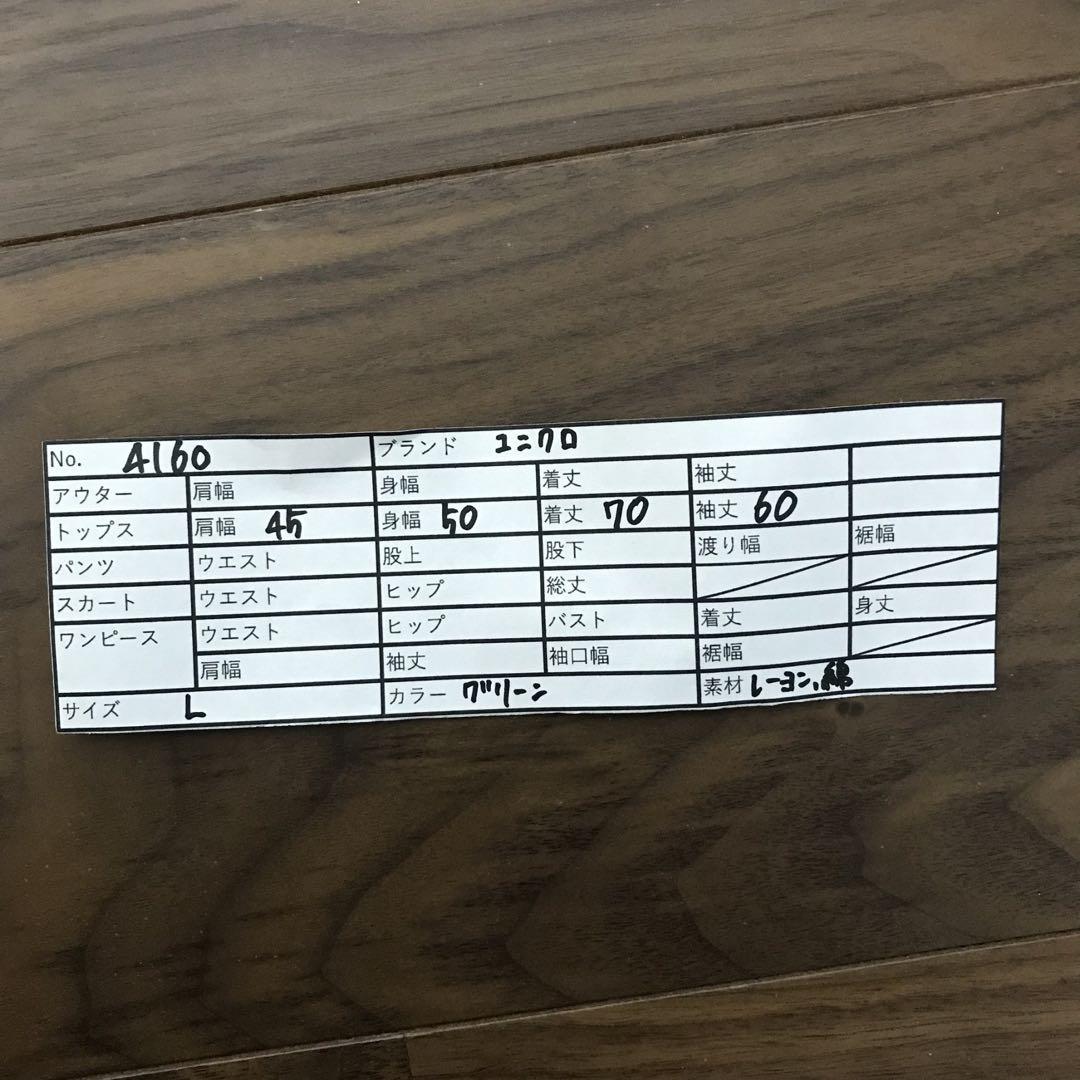 No. 4160 ブランド ユニクロ
アウター 肩幅 身幅 着丈 袖丈
トップス 肩幅 45 身幅 50 着丈 70 袖丈 60
パンツ ウエスト 股上 股下 渡り幅 裾幅
スカート ウエスト ヒップ 総丈
ワンピース ウエスト ヒップ バスト 着丈 身丈
肩幅 袖丈 袖口幅 裾幅
サイズ L カラー グリーン 素材 レーヨン、綿